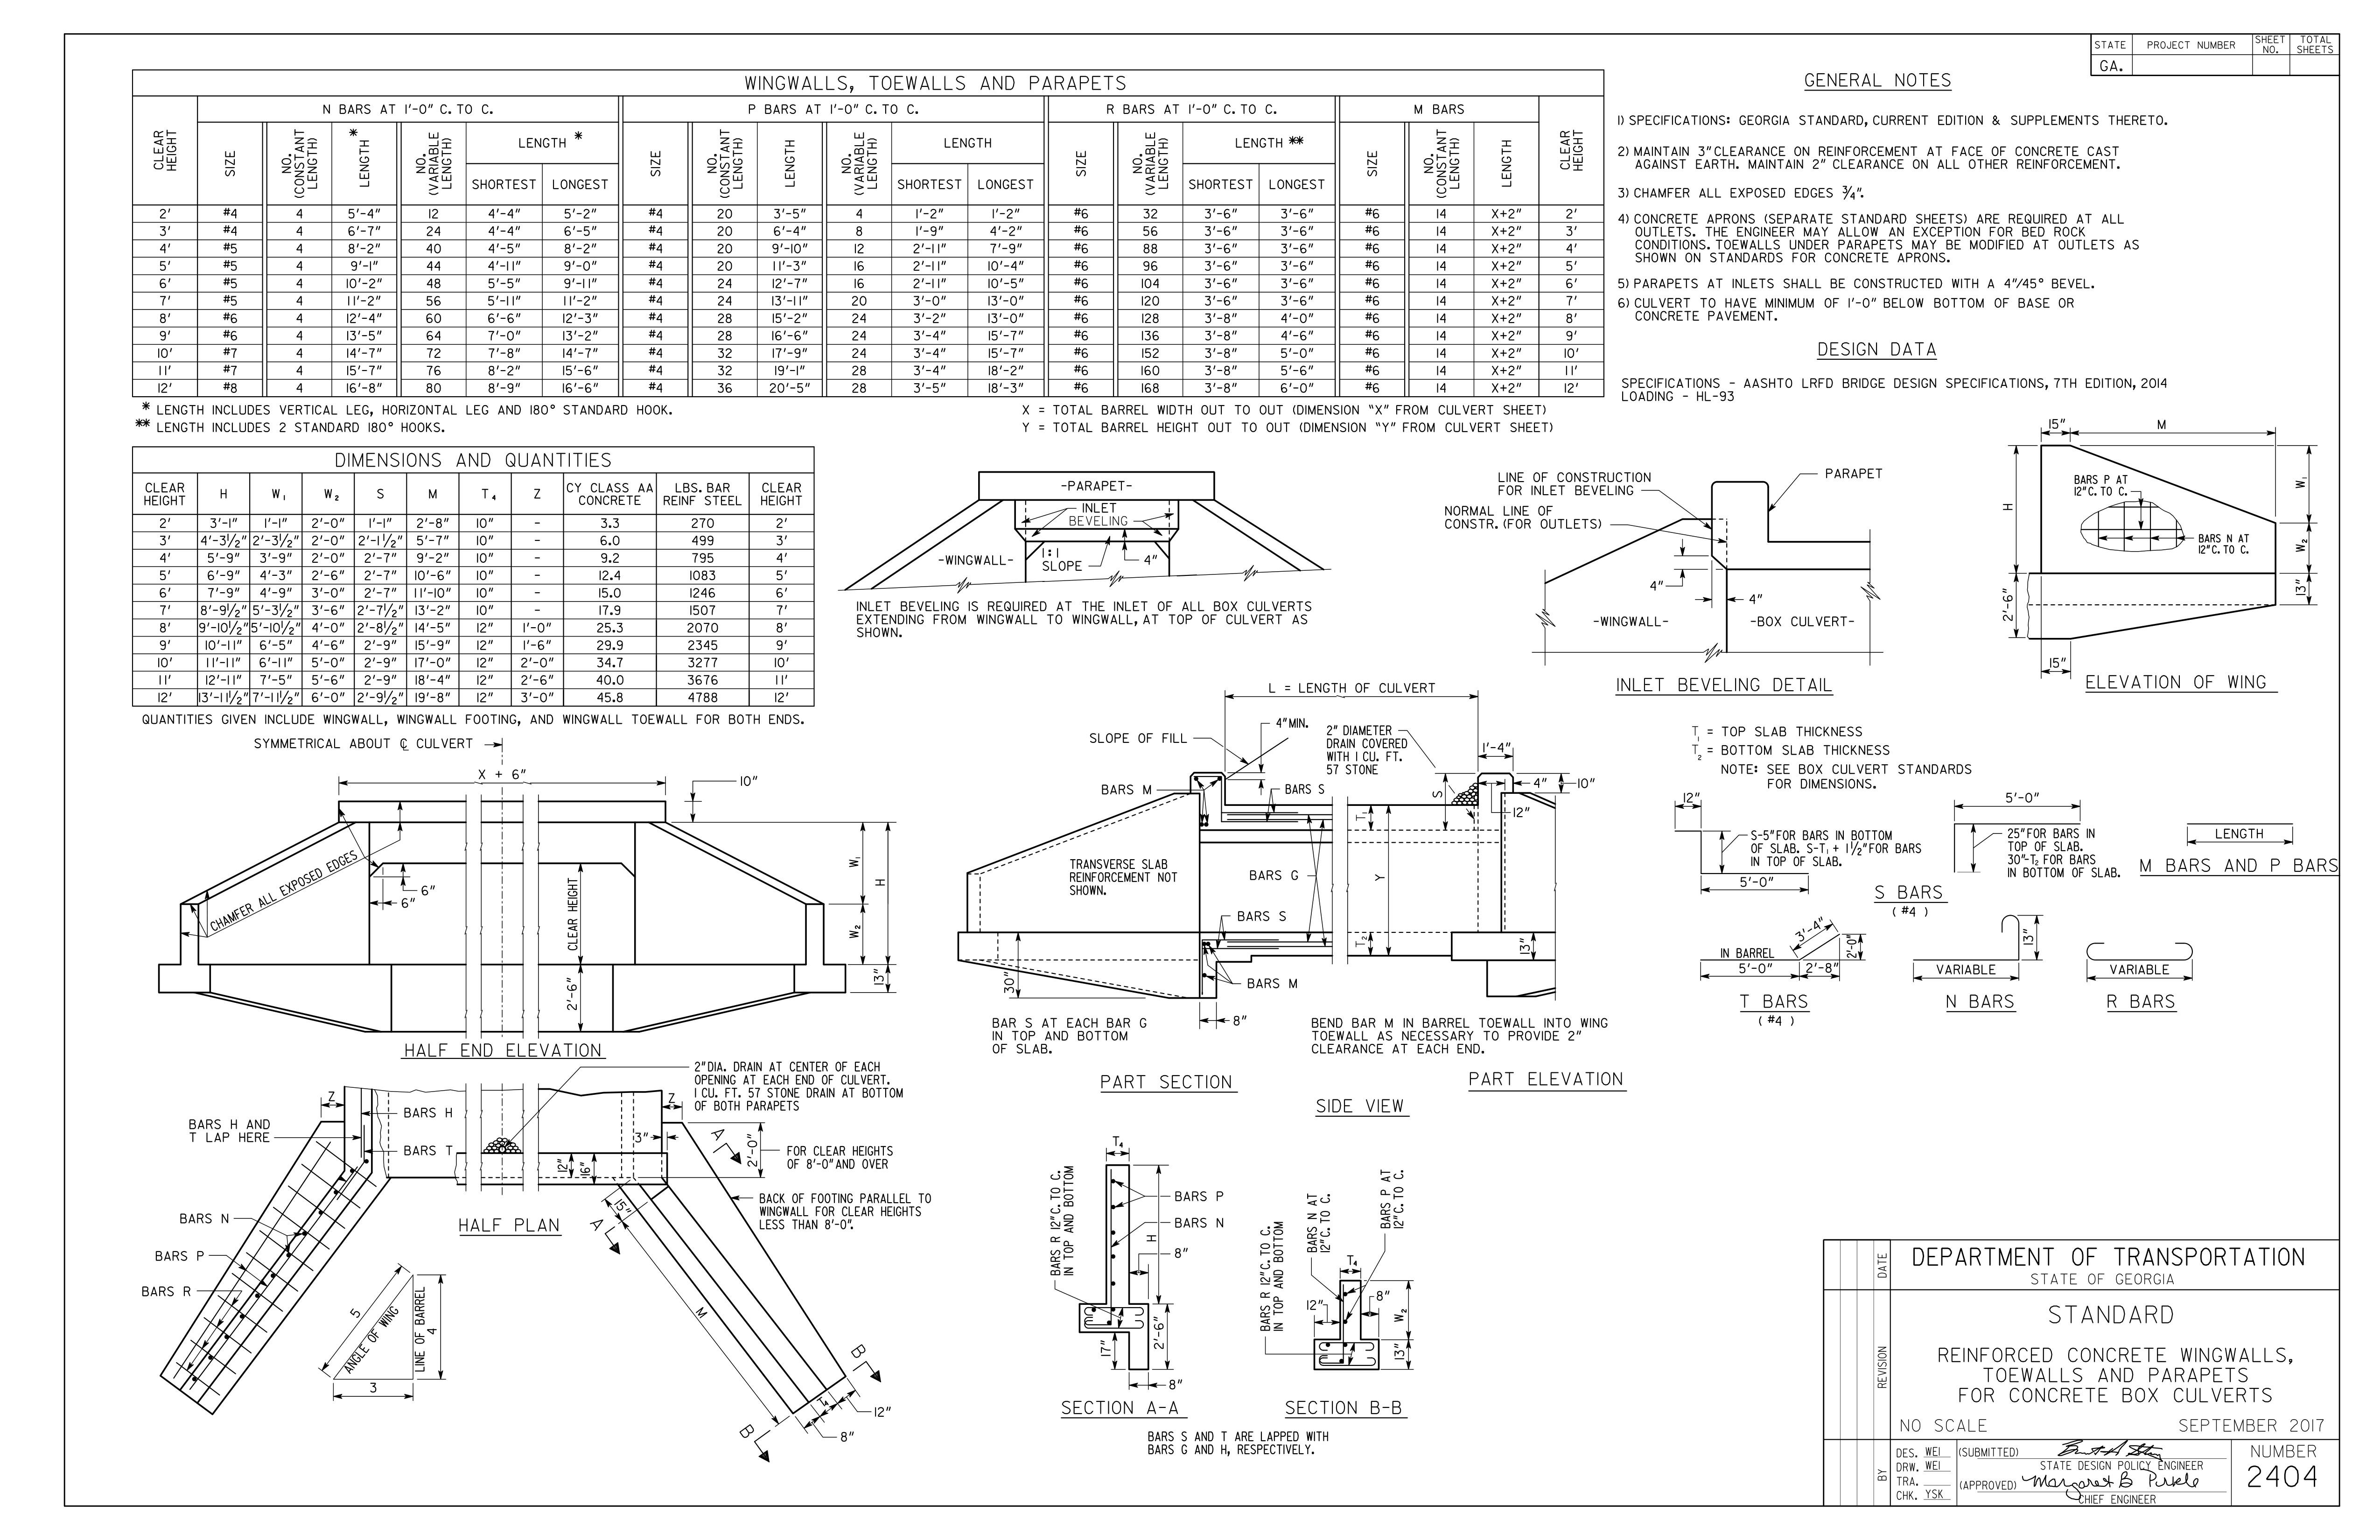 STATE PROJECT NUMBER SHEET NO. TOTAL SHEETS
GA.
WINGWALLS, TOEWALLS AND PARAPETS
CLEAR HEIGHT N BARS AT 1'-0" C. TO C. P BARS AT 1'-0" C. TO C. R BARS AT 1'-0" C. TO C. M BARS CLEAR HEIGHT
SIZE NO. (CONSTANT LENGTH) LENGTH * NO. (VARIABLE LENGTH) LENGTH * SIZE NO. (CONSTANT LENGTH) LENGTH NO. (VARIABLE LENGTH) LENGTH SIZE NO. (VARIABLE LENGTH) LENGTH ** SIZE NO. (CONSTANT LENGTH) LENGTH
SHORTEST LONGEST SHORTEST LONGEST SHORTEST LONGEST
2' #4 4 5'-4" 12 4'-4" 5'-2" #4 20 3'-5" 4 1'-2" 1'-2" #6 32 3'-6" 3'-6" #6 14 X+2" 2'
3' #4 4 6'-7" 24 4'-4" 6'-5" #4 20 6'-4" 8 1'-9" 4'-2" #6 56 3'-6" 3'-6" #6 14 X+2" 3'
4' #5 4 8'-2" 40 4'-5" 8'-2" #4 20 9'-10" 12 2'-11" 7'-9" #6 88 3'-6" 3'-6" #6 14 X+2" 4'
5' #5 4 9'-1" 44 4'-11" 9'-0" #4 20 11'-3" 16 2'-11" 10'-4" #6 96 3'-6" 3'-6" #6 14 X+2" 5'
6' #5 4 10'-2" 48 5'-5" 9'-11" #4 24 12'-7" 16 2'-11" 10'-5" #6 104 3'-6" 3'-6" #6 14 X+2" 6'
7' #5 4 11'-2" 56 5'-11" 11'-2" #4 24 13'-11" 20 3'-0" 13'-0" #6 120 3'-6" 3'-6" #6 14 X+2" 7'
8' #6 4 12'-4" 60 6'-6" 12'-3" #4 28 15'-2" 24 3'-2" 13'-0" #6 128 3'-8" 4'-0" #6 14 X+2" 8'
9' #6 4 13'-5" 64 7'-0" 13'-2" #4 28 16'-6" 24 3'-4" 15'-7" #6 136 3'-8" 4'-6" #6 14 X+2" 9'
10' #7 4 14'-7" 72 7'-8" 14'-7" #4 32 17'-9" 24 3'-4" 15'-7" #6 152 3'-8" 5'-0" #6 14 X+2" 10'
11' #7 4 15'-7" 76 8'-2" 15'-6" #4 32 19'-1" 28 3'-4" 18'-2" #6 160 3'-8" 5'-6" #6 14 X+2" 11'
12' #8 4 16'-8" 80 8'-9" 16'-6" #4 36 20'-5" 28 3'-5" 18'-3" #6 168 3'-8" 6'-0" #6 14 X+2" 12'
* LENGTH INCLUDES VERTICAL LEG, HORIZONTAL LEG AND 180° STANDARD HOOK.
** LENGTH INCLUDES 2 STANDARD 180° HOOKS.
X = TOTAL BARREL WIDTH OUT TO OUT (DIMENSION "X" FROM CULVERT SHEET)
Y = TOTAL BARREL HEIGHT OUT TO OUT (DIMENSION "Y" FROM CULVERT SHEET)
GENERAL NOTES
1) SPECIFICATIONS: GEORGIA STANDARD, CURRENT EDITION & SUPPLEMENTS THERETO.
2) MAINTAIN 3" CLEARANCE ON REINFORCEMENT AT FACE OF CONCRETE CAST
AGAINST EARTH. MAINTAIN 2" CLEARANCE ON ALL OTHER REINFORCEMENT.
3) CHAMFER ALL EXPOSED EDGES 3/4".
4) CONCRETE APRONS (SEPARATE STANDARD SHEETS) ARE REQUIRED AT ALL
OUTLETS. THE ENGINEER MAY ALLOW AN EXCEPTION FOR BED ROCK
CONDITIONS. TOEWALLS UNDER PARAPETS MAY BE MODIFIED AT OUTLETS AS
SHOWN ON STANDARDS FOR CONCRETE APRONS.
5) PARAPETS AT INLETS SHALL BE CONSTRUCTED WITH A 4"/45° BEVEL.
6) CULVERT TO HAVE MINIMUM OF 1'-0" BELOW BOTTOM OF BASE OR
CONCRETE PAVEMENT.
DESIGN DATA
SPECIFICATIONS - AASHTO LRFD BRIDGE DESIGN SPECIFICATIONS, 7TH EDITION, 2014
LOADING - HL-93
DIMENSIONS AND QUANTITIES
CLEAR HEIGHT H W1 W2 S M T4 Z CY CLASS AA CONCRETE LBS. BAR REINF STEEL CLEAR HEIGHT
2' 3'-1" 1'-1" 2'-0" 1'-1" 2'-8" 10" - 3.3 270 2'
3' 4'-3 1/2" 2'-3 1/2" 2'-0" 2'-1 1/2" 5'-7" 10" - 6.0 499 3'
4' 5'-9" 3'-9" 2'-0" 2'-7" 9'-2" 10" - 9.2 795 4'
5' 6'-9" 4'-3" 2'-6" 2'-7" 10'-6" 10" - 12.4 1083 5'
6' 7'-9" 4'-9" 3'-0" 2'-7" 11'-10" 10" - 15.0 1246 6'
7' 8'-9 1/2" 5'-3 1/2" 3'-6" 2'-7 1/2" 13'-2" 10" - 17.9 1507 7'
8' 9'-10 1/2" 5'-10 1/2" 4'-0" 2'-8 1/2" 14'-5" 12" 1'-0" 25.3 2070 8'
9' 10'-11" 6'-5" 4'-6" 2'-9" 15'-9" 12" 1'-6" 29.9 2345 9'
10' 11'-11" 6'-11" 5'-0" 2'-9" 17'-0" 12" 2'-0" 34.7 3277 10'
11' 12'-11" 7'-5" 5'-6" 2'-9" 18'-4" 12" 2'-6" 40.0 3676 11'
12' 13'-11 1/2" 7'-11 1/2" 6'-0" 2'-9 1/2" 19'-8" 12" 3'-0" 45.8 4788 12'
QUANTITIES GIVEN INCLUDE WINGWALL, WINGWALL FOOTING, AND WINGWALL TOEWALL FOR BOTH ENDS.
-PARAPET-
INLET
BEVELING
-WINGWALL-
1:1
SLOPE
4"
INLET BEVELING IS REQUIRED AT THE INLET OF ALL BOX CULVERTS
EXTENDING FROM WINGWALL TO WINGWALL, AT TOP OF CULVERT AS
SHOWN.
LINE OF CONSTRUCTION
FOR INLET BEVELING
NORMAL LINE OF
CONSTR. (FOR OUTLETS)
PARAPET
4"
4"
-WINGWALL-
-BOX CULVERT-
INLET BEVELING DETAIL
15"
M
H
BARS P AT
12" C. TO C.
W1
W2
BARS N AT
12" C. TO C.
13"
2'-6"
15"
ELEVATION OF WING
SYMMETRICAL ABOUT ℄ CULVERT
X + 6"
10"
CHAMFER ALL EXPOSED EDGES
6"
6"
CLEAR HEIGHT
W1
H
W2
13"
2'-6"
HALF END ELEVATION
L = LENGTH OF CULVERT
4" MIN.
SLOPE OF FILL
2" DIAMETER
DRAIN COVERED
WITH 1 CU. FT.
57 STONE
1'-4"
BARS M
BARS S
S
4"
10"
12"
T1
TRANSVERSE SLAB
REINFORCEMENT NOT
SHOWN.
BARS G
Y
BARS S
T2
13"
30"
BARS M
8"
BAR S AT EACH BAR G
IN TOP AND BOTTOM
OF SLAB.
BEND BAR M IN BARREL TOEWALL INTO WING
TOEWALL AS NECESSARY TO PROVIDE 2"
CLEARANCE AT EACH END.
PART SECTION
PART ELEVATION
SIDE VIEW
T1 = TOP SLAB THICKNESS
T2 = BOTTOM SLAB THICKNESS
NOTE: SEE BOX CULVERT STANDARDS
FOR DIMENSIONS.
12"
S-5" FOR BARS IN BOTTOM
OF SLAB. S-T1 + 1 1/2" FOR BARS
IN TOP OF SLAB.
5'-0"
5'-0"
25" FOR BARS IN
TOP OF SLAB.
30"-T2 FOR BARS
IN BOTTOM OF SLAB.
S BARS
( #4 )
LENGTH
M BARS AND P BARS
IN BARREL
3'-4"
2'-0"
5'-0"
2'-8"
T BARS
( #4 )
13"
VARIABLE
N BARS
VARIABLE
R BARS
2" DIA. DRAIN AT CENTER OF EACH
OPENING AT EACH END OF CULVERT.
1 CU. FT. 57 STONE DRAIN AT BOTTOM
OF BOTH PARAPETS
Z
Z
BARS H
BARS H AND
T LAP HERE
BARS T
3"
A
2'-0"
FOR CLEAR HEIGHTS
OF 8'-0" AND OVER
12"
16"
BACK OF FOOTING PARALLEL TO
WINGWALL FOR CLEAR HEIGHTS
LESS THAN 8'-0".
15"
A
HALF PLAN
BARS N
BARS P
BARS R
5
ANGLE OF WING
LINE OF BARREL
4
3
M
B
T4
12"
8"
B
T4
BARS R 12" C. TO C.
IN TOP AND BOTTOM
BARS P
BARS N
H
8"
17"
2'-6"
8"
SECTION A-A
BARS R 12" C. TO C.
IN TOP AND BOTTOM
BARS N AT
12" C. TO C.
BARS P AT
12" C. TO C.
T4
12"
8"
W2
13"
SECTION B-B
BARS S AND T ARE LAPPED WITH
BARS G AND H, RESPECTIVELY.
DATE
REVISION
BY
DEPARTMENT OF TRANSPORTATION
STATE OF GEORGIA
STANDARD
REINFORCED CONCRETE WINGWALLS,
TOEWALLS AND PARAPETS
FOR CONCRETE BOX CULVERTS
NO SCALE SEPTEMBER 2017
DES. WEI
DRW. WEI
TRA.
CHK. YSK
(SUBMITTED)
STATE DESIGN POLICY ENGINEER
(APPROVED) Margaret B Pirkle
CHIEF ENGINEER
NUMBER
2404